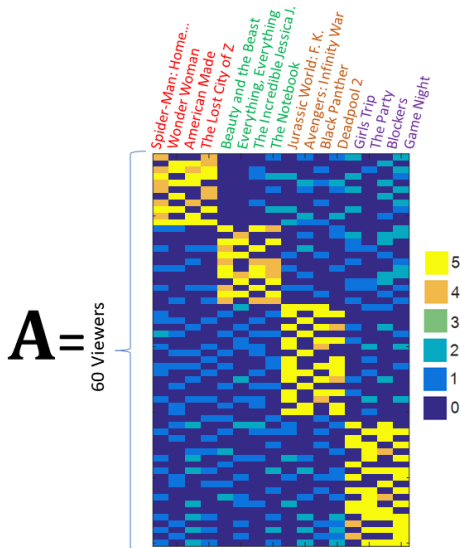 Spider-Man: Home...
Wonder Woman
American Made
The Lost City of Z
Beauty and the Beast
Everything, Everything
The Incredible Jessica J.
The Notebook
Jurassic World: F. K.
Avengers: Infinity War
Black Panther
Deadpool 2
Girls Trip
The Party
Blockers
Game Night
A=
60 Viewers
5
4
3
2
1
0